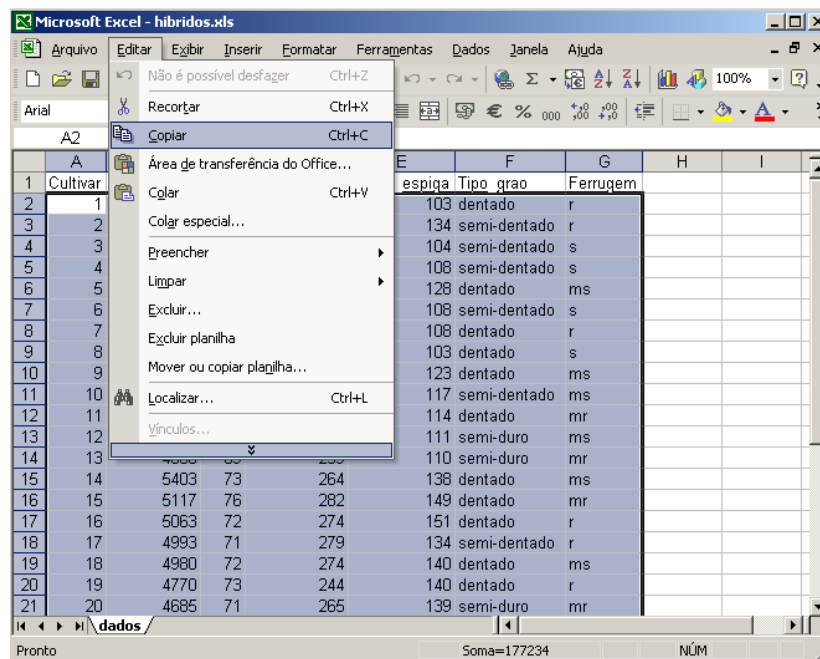 Microsoft Excel - hibridos.xls
Arquivo Editar Exibir Inserir Formatar Ferramentas Dados Janela Ajuda
Não é possível desfazer Ctrl+Z
100%
Arial
Recortar Ctrl+X
€ % 000
A2
Copiar Ctrl+C
Área de transferência do Office...
Colar Ctrl+V
Colar especial...
Preencher
Limpar
Excluir...
Excluir planilha
Mover ou copiar planilha...
Localizar... Ctrl+L
Vínculos...
A E F G H I
1 Cultivar espiga Tipo_grao Ferrugem
2 1 103 dentado r
3 2 134 semi-dentado r
4 3 104 semi-dentado s
5 4 108 semi-dentado s
6 5 128 dentado ms
7 6 108 semi-dentado s
8 7 108 dentado r
9 8 103 dentado s
10 9 123 dentado ms
11 10 117 semi-dentado ms
12 11 114 dentado mr
13 12 111 semi-duro ms
14 13 110 semi-duro mr
15 14 5403 73 264 138 dentado ms
16 15 5117 76 282 149 dentado mr
17 16 5063 72 274 151 dentado r
18 17 4993 71 279 134 semi-dentado r
19 18 4980 72 274 140 dentado ms
20 19 4770 73 244 140 dentado r
21 20 4685 71 265 139 semi-duro mr
dados
Pronto Soma=177234 NÚM